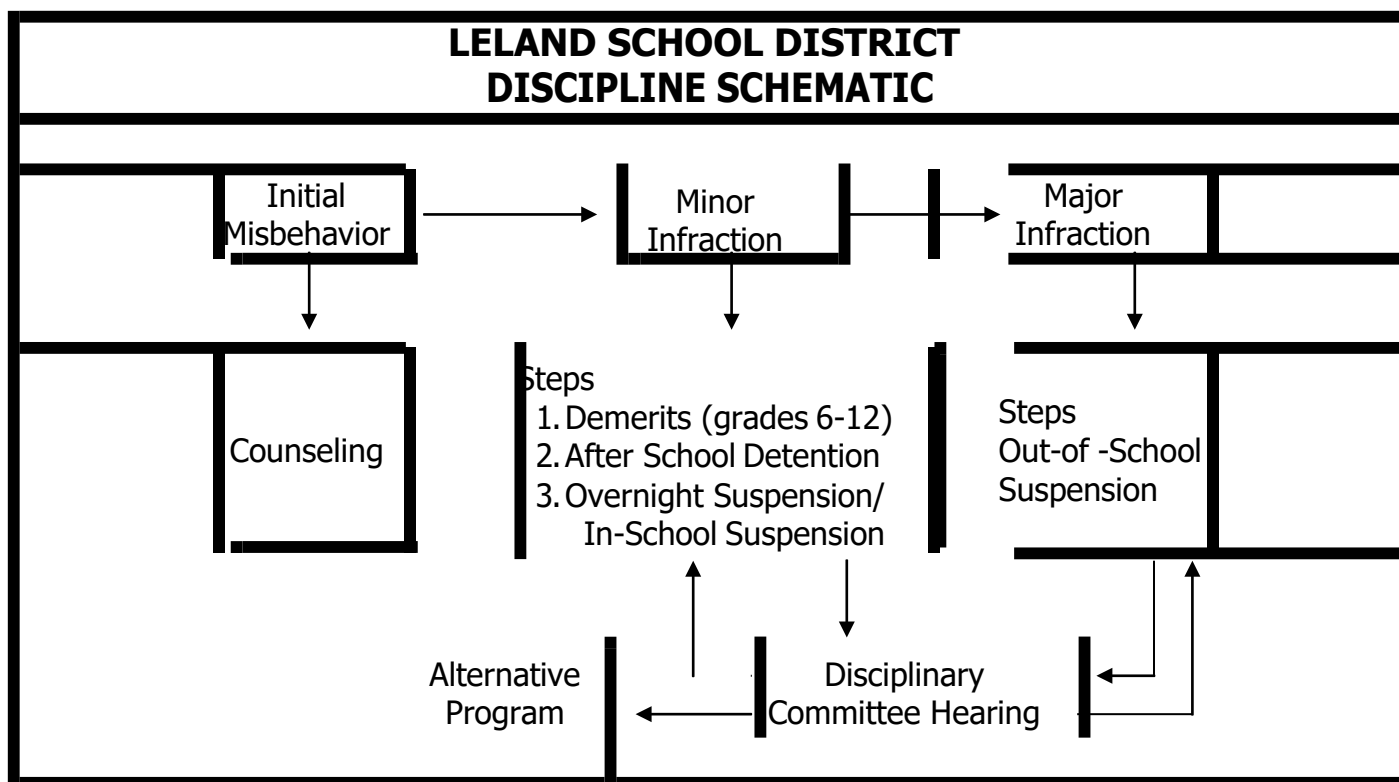 LELAND SCHOOL DISTRICT
DISCIPLINE SCHEMATIC
Initial
Misbehavior
Minor
Infraction
Major
Infraction
Counseling
Steps
1. Demerits (grades 6-12)
2. After School Detention
3. Overnight Suspension/
In-School Suspension
Steps
Out-of -School
Suspension
Alternative
Program
Disciplinary
Committee Hearing